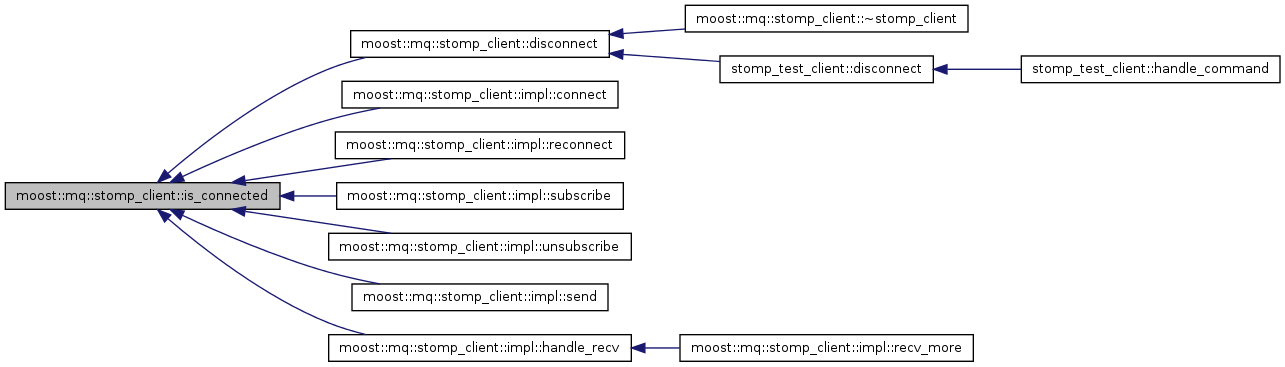 moost::mq::stomp_client::~stomp_client
moost::mq::stomp_client::disconnect
stomp_test_client::disconnect
stomp_test_client::handle_command
moost::mq::stomp_client::impl::connect
moost::mq::stomp_client::impl::reconnect
moost::mq::stomp_client::is_connected
moost::mq::stomp_client::impl::subscribe
moost::mq::stomp_client::impl::unsubscribe
moost::mq::stomp_client::impl::send
moost::mq::stomp_client::impl::handle_recv
moost::mq::stomp_client::impl::recv_more